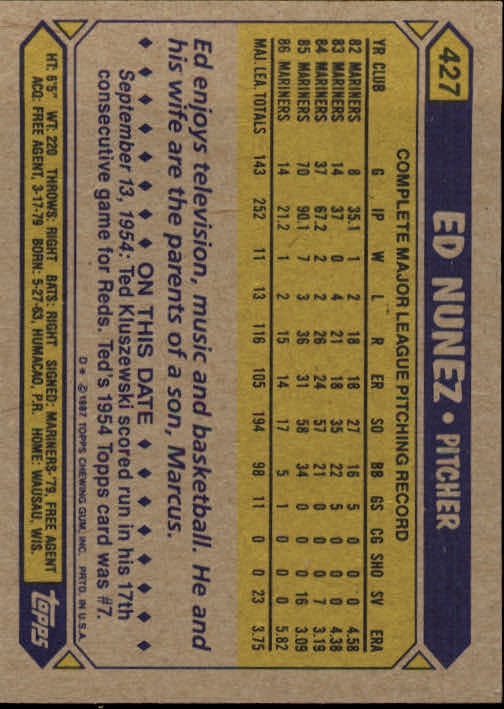 427
ED NUNEZ • PITCHER
COMPLETE MAJOR LEAGUE PITCHING RECORD
YR CLUB G IP W L R ER SO BB GS CG SHO SV ERA
82 MARINERS 8 35.1 1 2 18 18 27 16 5 0 0 0 4.58
83 MARINERS 14 37 0 4 21 18 35 22 5 0 0 0 4.38
84 MARINERS 37 67.2 2 2 26 24 57 21 0 0 0 7 3.19
85 MARINERS 70 90.1 7 3 36 31 58 34 0 0 0 16 3.09
86 MARINERS 14 21.2 1 2 15 14 17 5 1 0 0 0 5.82
MAJ. LEA. TOTALS 143 252 11 13 116 105 194 98 11 0 0 23 3.75
Ed enjoys television, music and basketball. He and
his wife are the parents of a son, Marcus.
♦ ♦ ♦ ♦ ♦ ♦ ON THIS DATE ♦ ♦ ♦ ♦ ♦ ♦
September 13, 1954: Ted Kluszewski scored run in his 17th
consecutive game for Reds. Ted's 1954 Topps card was #7.
D* © 1987 TOPPS CHEWING GUM, INC. PRTD. IN U.S.A.
HT: 6'5" WT: 220 THROWS: RIGHT BATS: RIGHT SIGNED: MARINERS-'79, FREE AGENT
ACQ: FREE AGENT, 3-17-79 BORN: 5-27-63, HUMACAO, P.R. HOME: WAUSAU, WIS.
TOPPS